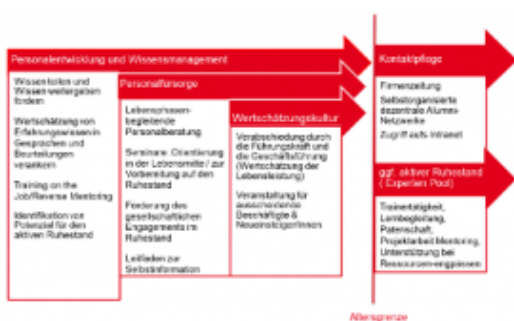 Personalentwicklung und Wissensmanagement
Wissen teilen und
Wissen weitergeben
fördern
Wertschätzung von
Erfahrungswissen in
Gesprächen und
Beurteilungen
verankern
Training on the
Job/Reverse Mentoring
Identifikation von
Potenzial für den
aktiven Ruhestand
Personalfürsorge
Lebensphasen-
begleitende
Personalberatung
Seminare: Orientierung
in der Lebensmitte / zur
Vorbereitung auf den
Ruhestand
Förderung des
gesellschaftlichen
Engagements im
Ruhestand
Leitfaden zur
Selbstinformation
Wertschätzungskultur
Verabschiedung durch
die Führungskraft und
die Geschäftsführung
(Wertschätzung der
Lebensleistung)
Veranstaltung für
ausscheidende
Beschäftigte &
NeueinsteigerInnen
Kontaktpflege
Firmenzeitung
Selbstorganisierte
dezentrale Alumni-
Netzwerke
Zugriff aufs Intranet
ggf. aktiver Ruhestand
( Experten Pool)
Trainertätigkeit,
Lernbegleitung,
Patenschaft,
Projektarbeit Mentoring,
Unterstützung bei
Ressourcen-engpässen
Altersgrenze